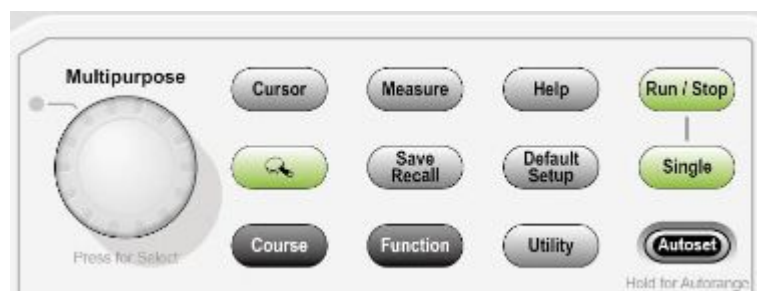 Multipurpose
Cursor
Measure
Help
Run / Stop
Save
Recall
Default
Setup
Single
Course
Function
Utility
Autoset
Press for Select
Hold for Autorange